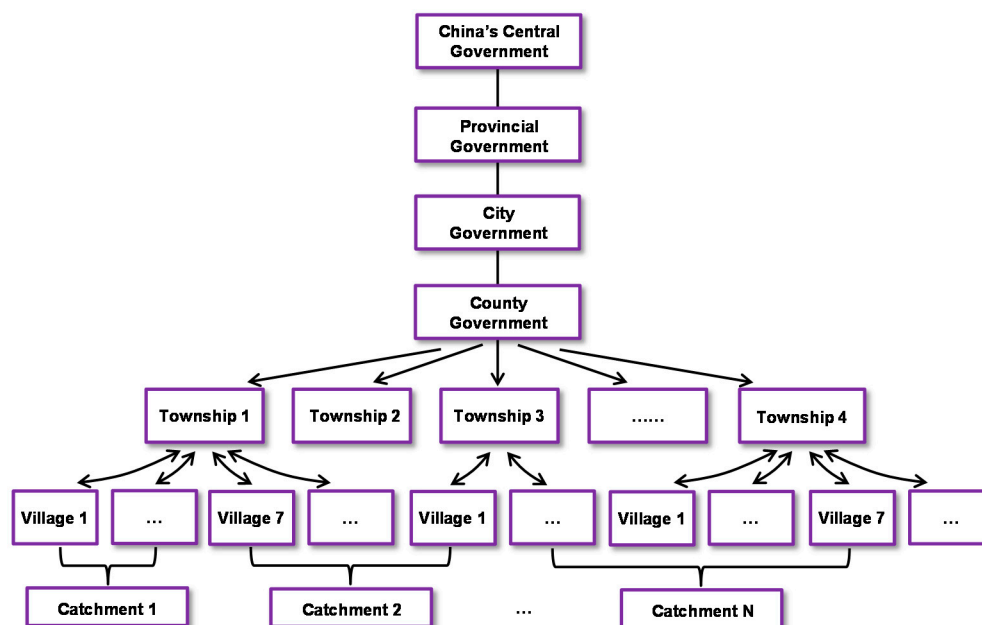 China's Central
Government
Provincial
Government
City
Government
County
Government
Township 1
Township 2
Township 3
......
Township 4
Village 1
...
Village 7
...
Village 1
...
Village 1
...
Village 7
...
Catchment 1
Catchment 2
...
Catchment N